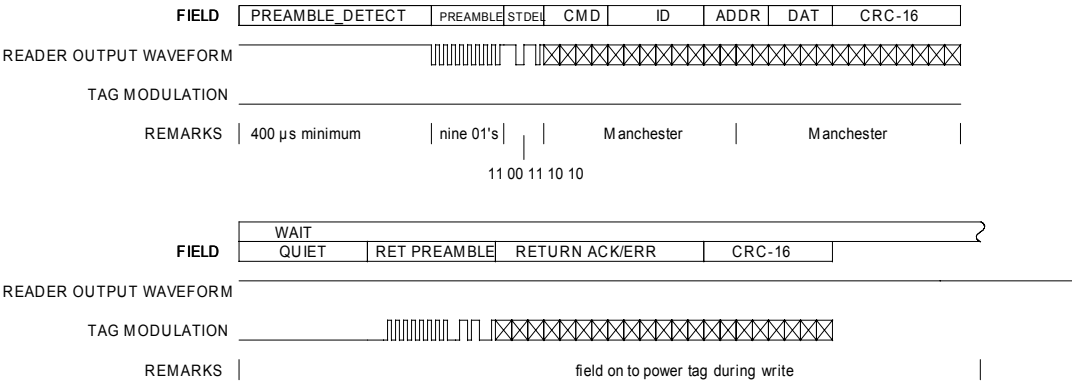 FIELD PREAMBLE_DETECT PREAMBLE STDEL CMD ID ADDR DAT CRC-16
READER OUTPUT WAVEFORM
TAG MODULATION
REMARKS 400 µs minimum nine 01's Manchester Manchester
11 00 11 10 10
WAIT
FIELD QUIET RET PREAMBLE RETURN ACK/ERR CRC-16
READER OUTPUT WAVEFORM
TAG MODULATION
REMARKS field on to power tag during write